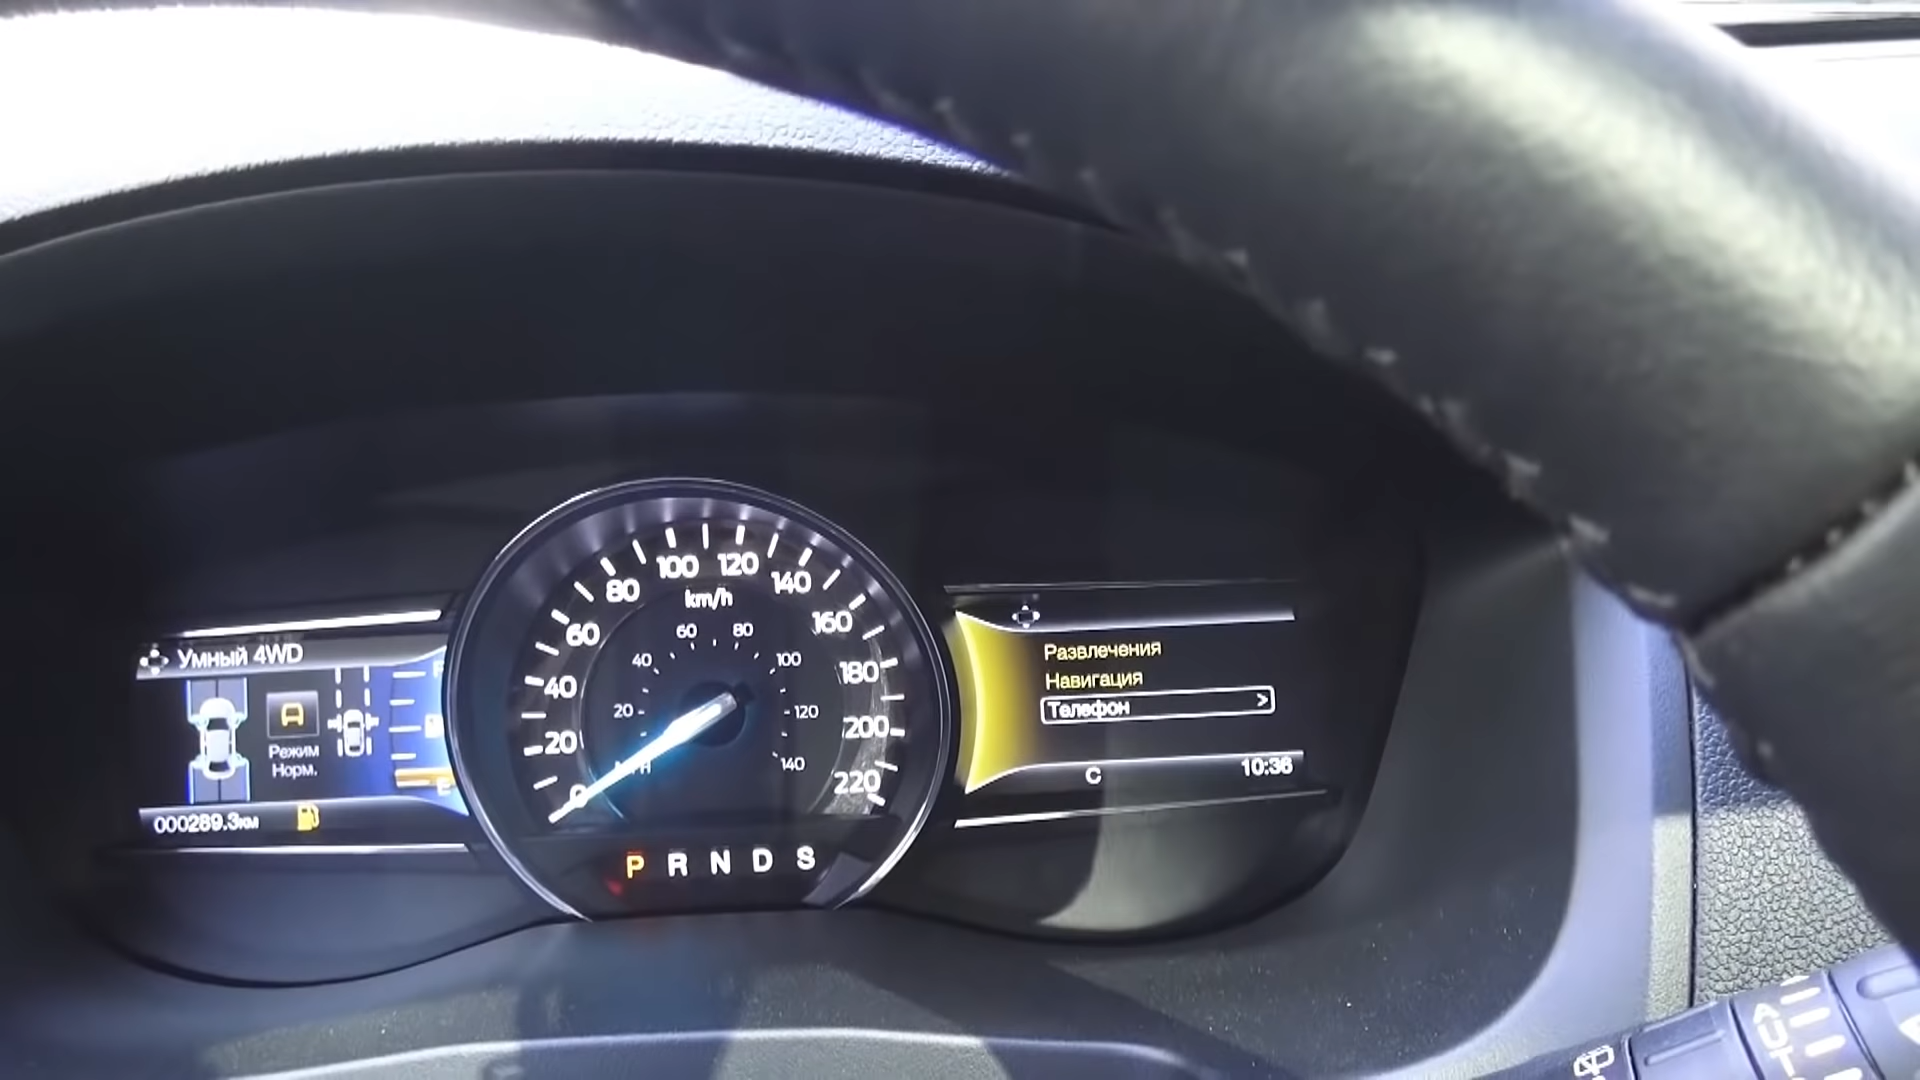 Умный 4WD
Режим
Норм.
E
000289.3км
0 20 40 60 80 100 120 140 160 180 200 220
km/h
20 40 60 80 100 120 140
P R N D S
Развлечения
Навигация
Телефон >
C 10:36
AUTO